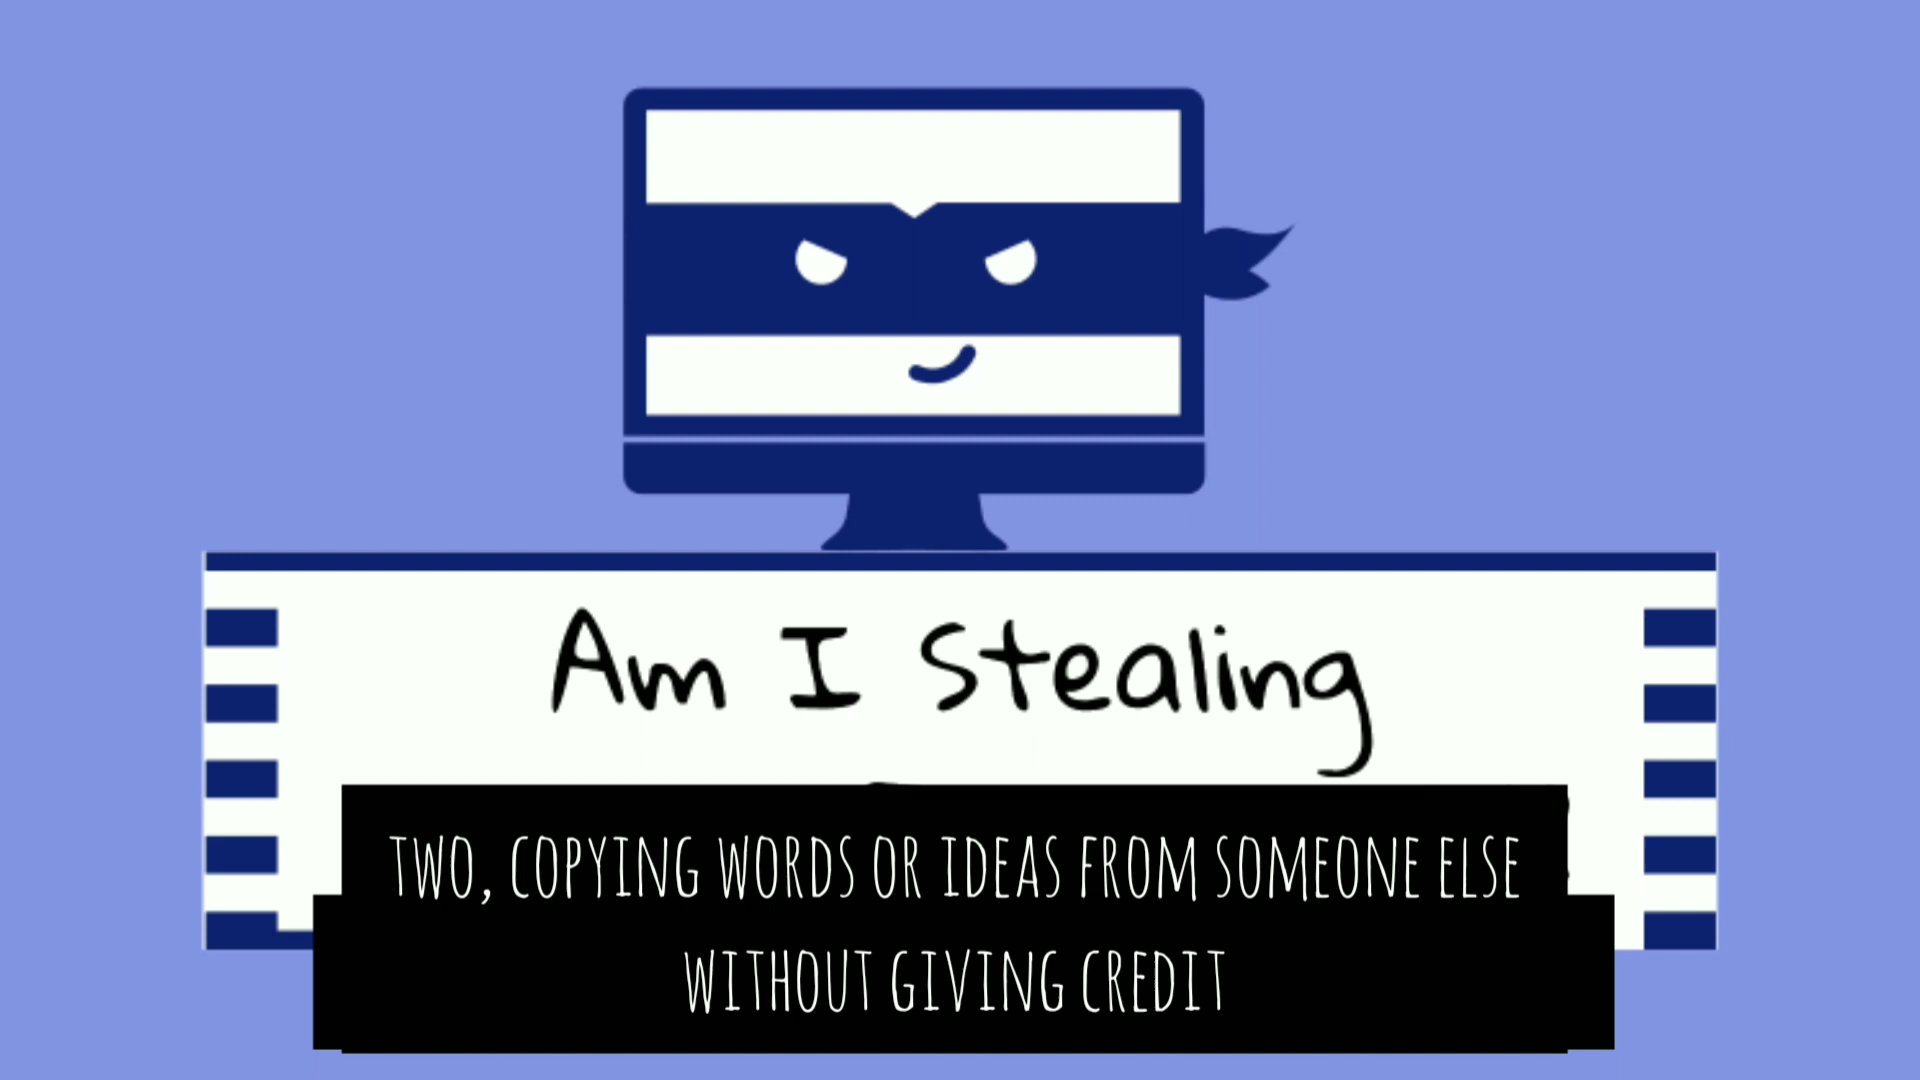 Am I Stealing
TWO, COPYING WORDS OR IDEAS FROM SOMEONE ELSE
WITHOUT GIVING CREDIT